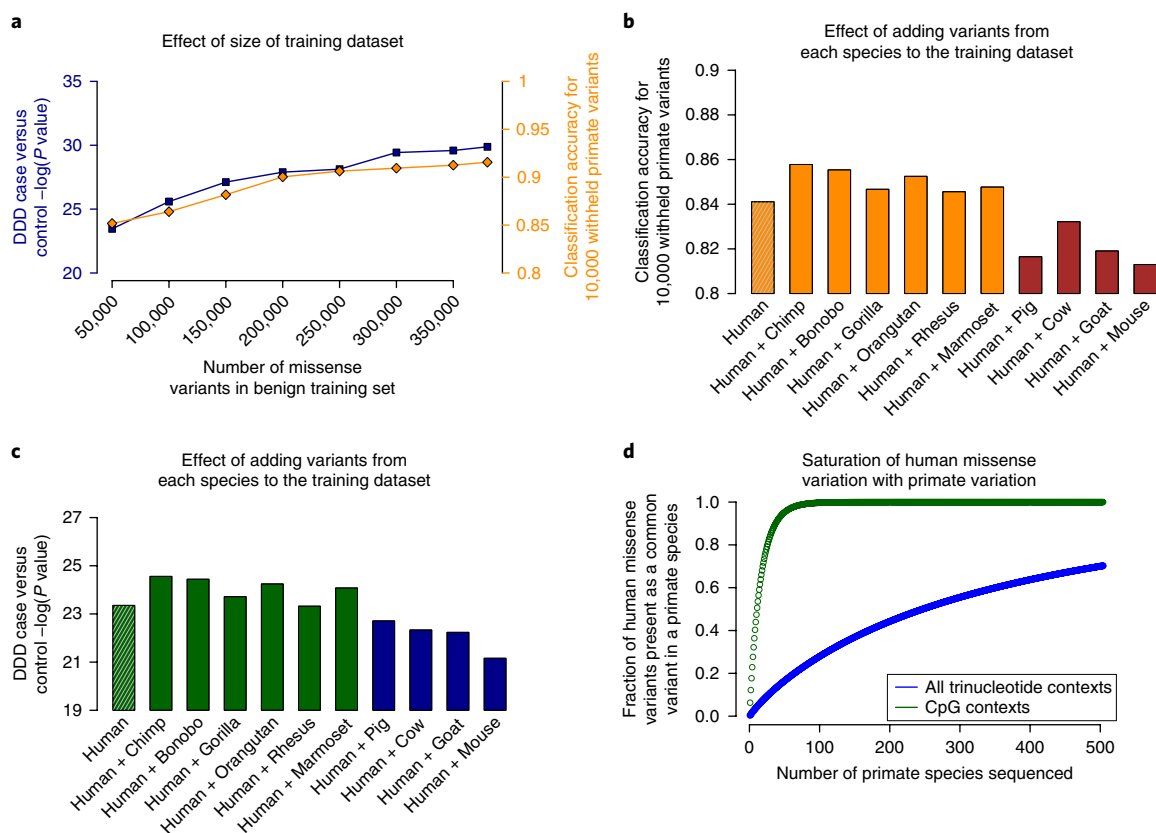 a
Effect of size of training dataset
DDD case versus
control –log(P value)
35
30
25
20
1
0.95
0.9
0.85
0.8
Classification accuracy for
10,000 withheld primate variants
50,000
100,000
150,000
200,000
250,000
300,000
350,000
Number of missense
variants in benign training set
b
Effect of adding variants from
each species to the training dataset
Classification accuracy for
10,000 withheld primate variants
0.9
0.88
0.86
0.84
0.82
0.8
Human
Human + Chimp
Human + Bonobo
Human + Gorilla
Human + Orangutan
Human + Rhesus
Human + Marmoset
Human + Pig
Human + Cow
Human + Goat
Human + Mouse
c
Effect of adding variants from
each species to the training dataset
DDD case versus
control –log(P value)
27
25
23
21
19
Human
Human + Chimp
Human + Bonobo
Human + Gorilla
Human + Orangutan
Human + Rhesus
Human + Marmoset
Human + Pig
Human + Cow
Human + Goat
Human + Mouse
d
Saturation of human missense
variation with primate variation
Fraction of human missense
variants present as a common
variant in a primate species
1.0
0.8
0.6
0.4
0.2
0.0
All trinucleotide contexts
CpG contexts
0
100
200
300
400
500
Number of primate species sequenced